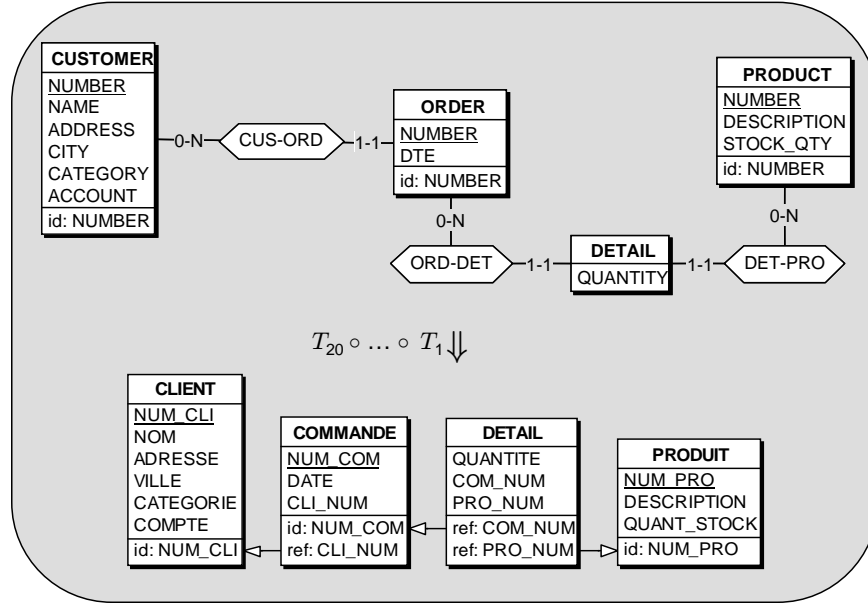 CUSTOMER
NUMBER
NAME
ADDRESS
CITY
CATEGORY
ACCOUNT
id: NUMBER
0-N
CUS-ORD
1-1
ORDER
NUMBER
DTE
id: NUMBER
PRODUCT
NUMBER
DESCRIPTION
STOCK_QTY
id: NUMBER
0-N
0-N
ORD-DET
1-1
DETAIL
QUANTITY
1-1
DET-PRO
T20 ∘ … ∘ T1 ⇓
CLIENT
NUM_CLI
NOM
ADRESSE
VILLE
CATEGORIE
COMPTE
id: NUM_CLI
COMMANDE
NUM_COM
DATE
CLI_NUM
id: NUM_COM
ref: CLI_NUM
DETAIL
QUANTITE
COM_NUM
PRO_NUM
ref: COM_NUM
ref: PRO_NUM
PRODUIT
NUM_PRO
DESCRIPTION
QUANT_STOCK
id: NUM_PRO